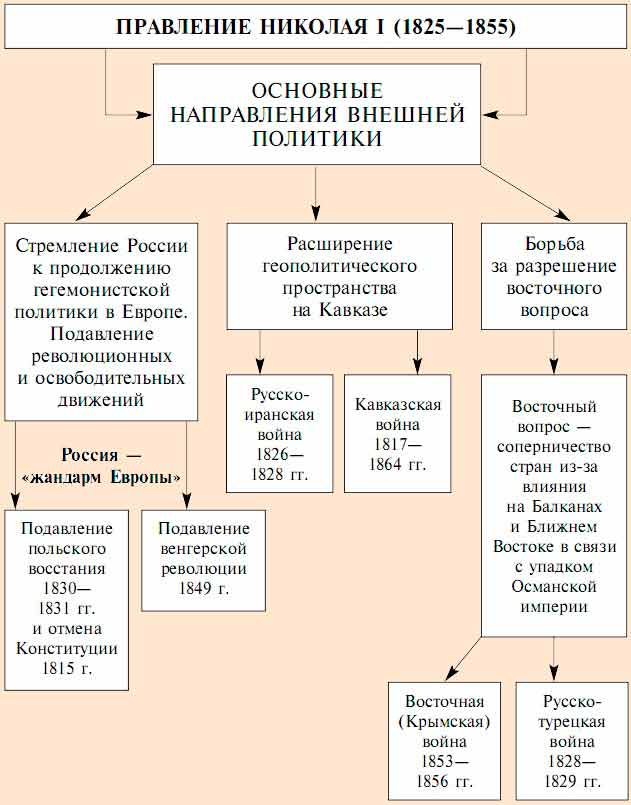 ПРАВЛЕНИЕ НИКОЛАЯ I (1825—1855)
ОСНОВНЫЕ
НАПРАВЛЕНИЯ ВНЕШНЕЙ
ПОЛИТИКИ
Стремление России
к продолжению
гегемонистской
политики в Европе.
Подавление
революционных
и освободительных
движений
Россия —
«жандарм Европы»
Подавление
польского
восстания
1830—
1831 гг.
и отмена
Конституции
1815 г.
Подавление
венгерской
революции
1849 г.
Расширение
геополитического
пространства
на Кавказе
Русско-
иранская
война
1826—
1828 гг.
Кавказская
война
1817—
1864 гг.
Борьба
за разрешение
восточного
вопроса
Восточный
вопрос —
соперничество
стран из-за
влияния
на Балканах
и Ближнем
Востоке в связи
с упадком
Османской
империи
Восточная
(Крымская)
война
1853—
1856 гг.
Русско-
турецкая
война
1828—
1829 гг.